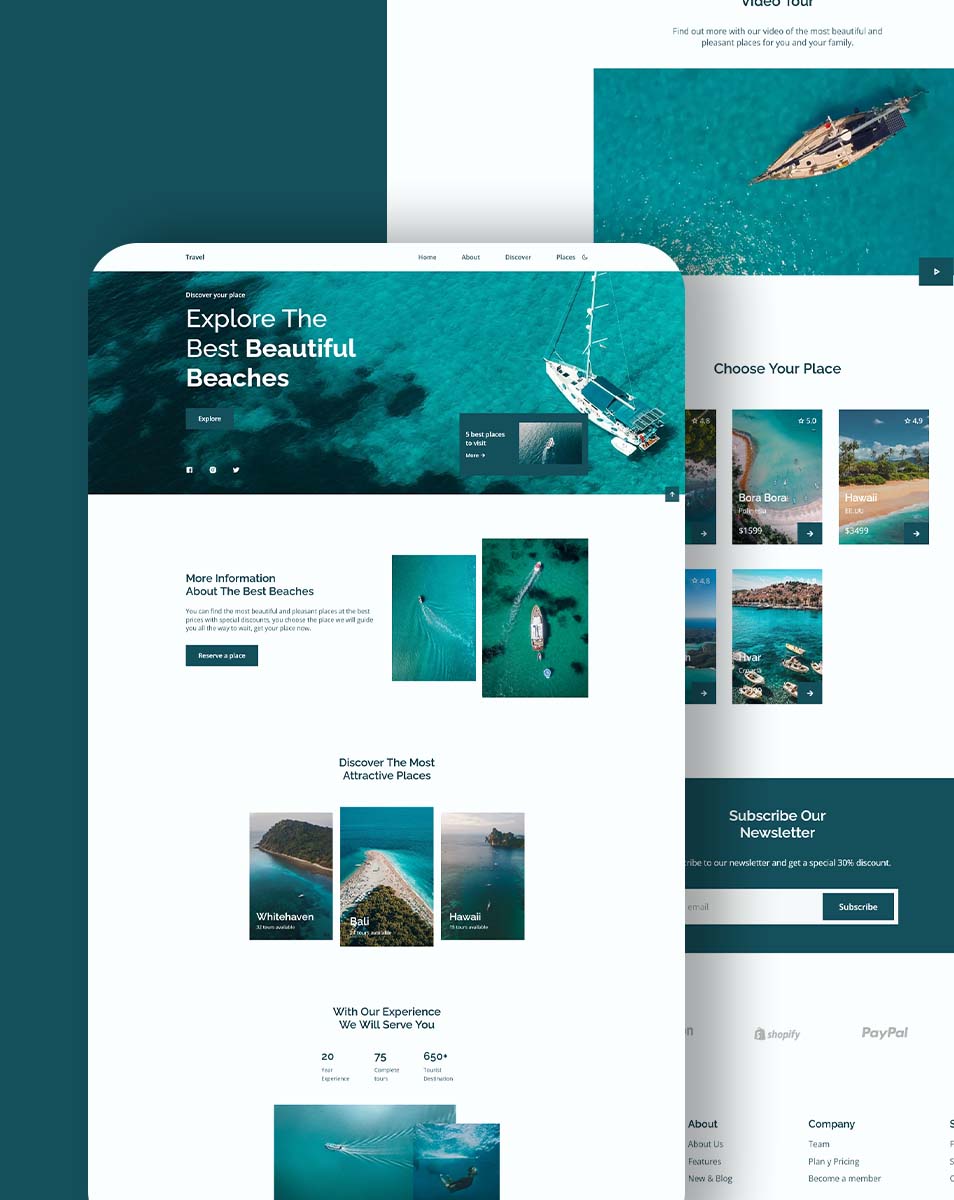 Video Tour
Find out more with our video of the most beautiful and
pleasant places for you and your family.
Travel
Home
About
Discover
Places
Discover your place
Explore The
Best Beautiful
Beaches
Explore
5 best places
to visit
More
More Information
About The Best Beaches
You can find the most beautiful and pleasant places at the best
prices with special discounts, you choose the place we will guide
you all the way to wait, get your place now.
Reserve a place
Discover The Most
Attractive Places
Whitehaven
32 tours available
Bali
24 tours available
Hawaii
tours available
With Our Experience
We Will Serve You
20
Year
Experience
75
Complete
tours
650+
Tourist
Destination
Choose Your Place
4.8
5.0
Bora Bora
Polinesia
$1599
4.9
Hawaii
EE.UU
$3499
4.8
n
Hvar
Croacia
Subscribe Our
Newsletter
cribe to our newsletter and get a special 30% discount.
email
Subscribe
on
shopify
PayPal
About
About Us
Features
New & Blog
Company
Team
Plan y Pricing
Become a member